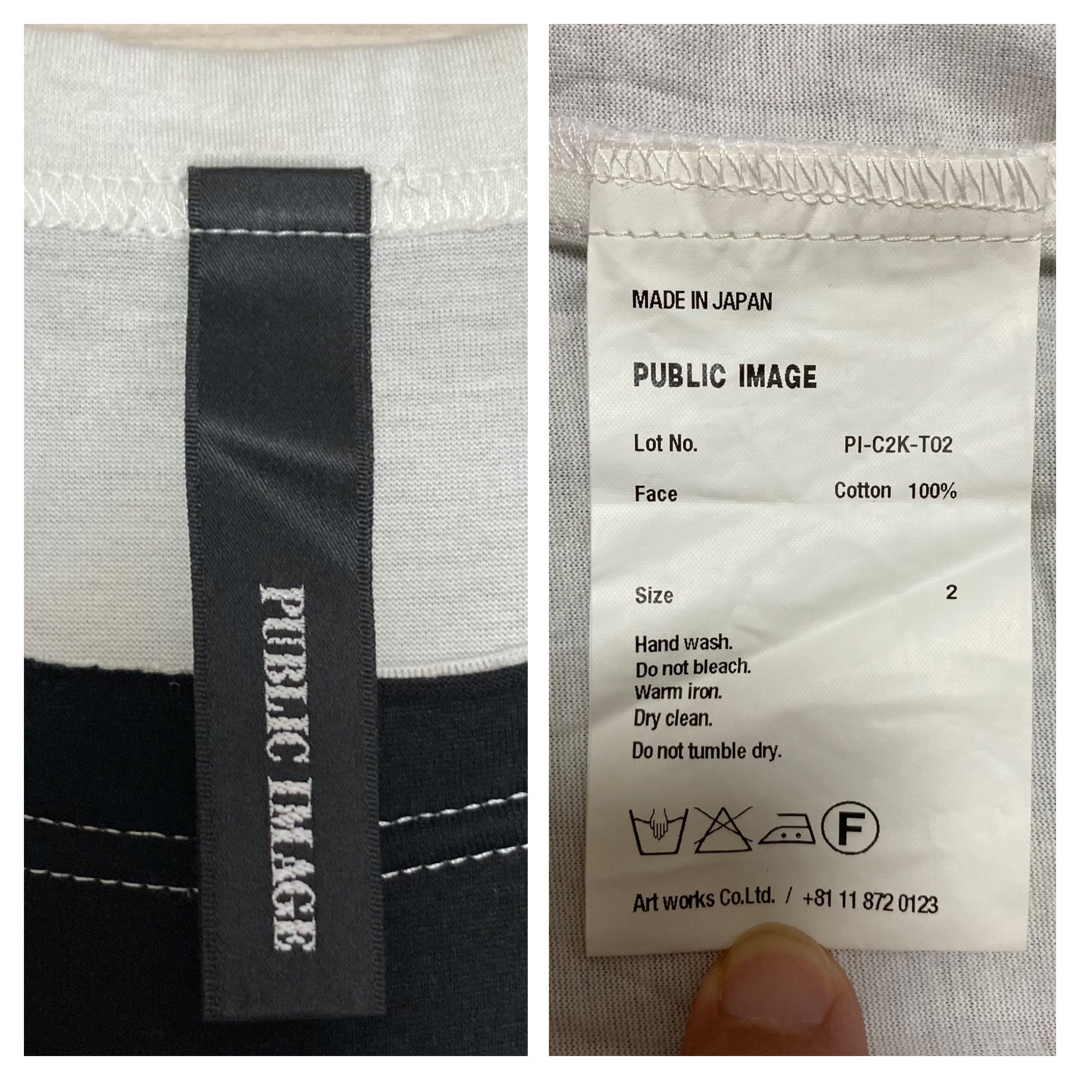 PUBLIC IMAGE
MADE IN JAPAN
PUBLIC IMAGE
Lot No. PI-C2K-T02
Face Cotton 100%
Size 2
Hand wash.
Do not bleach.
Warm iron.
Dry clean.
Do not tumble dry.
F
Art works Co.Ltd. / +81 11 872 0123